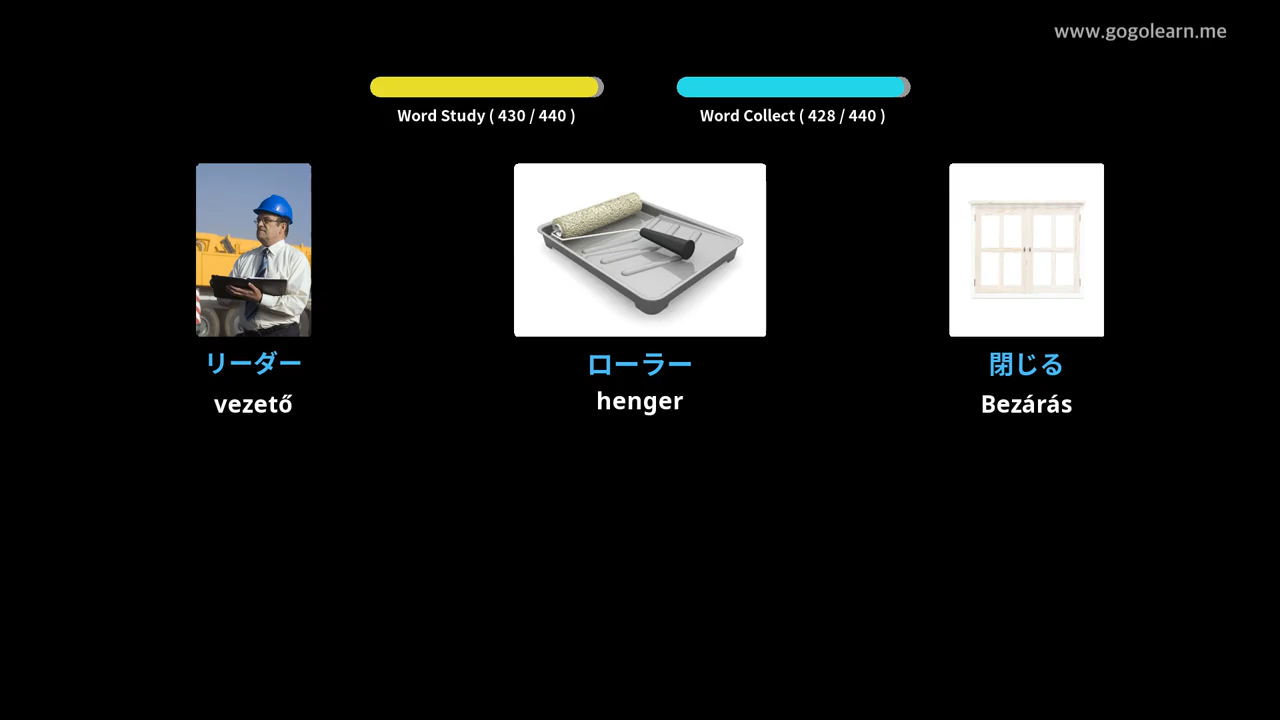 www.gogolearn.me
Word Study ( 430 / 440 )
Word Collect ( 428 / 440 )
リーダー
ローラー
閉じる
vezető
henger
Bezárás